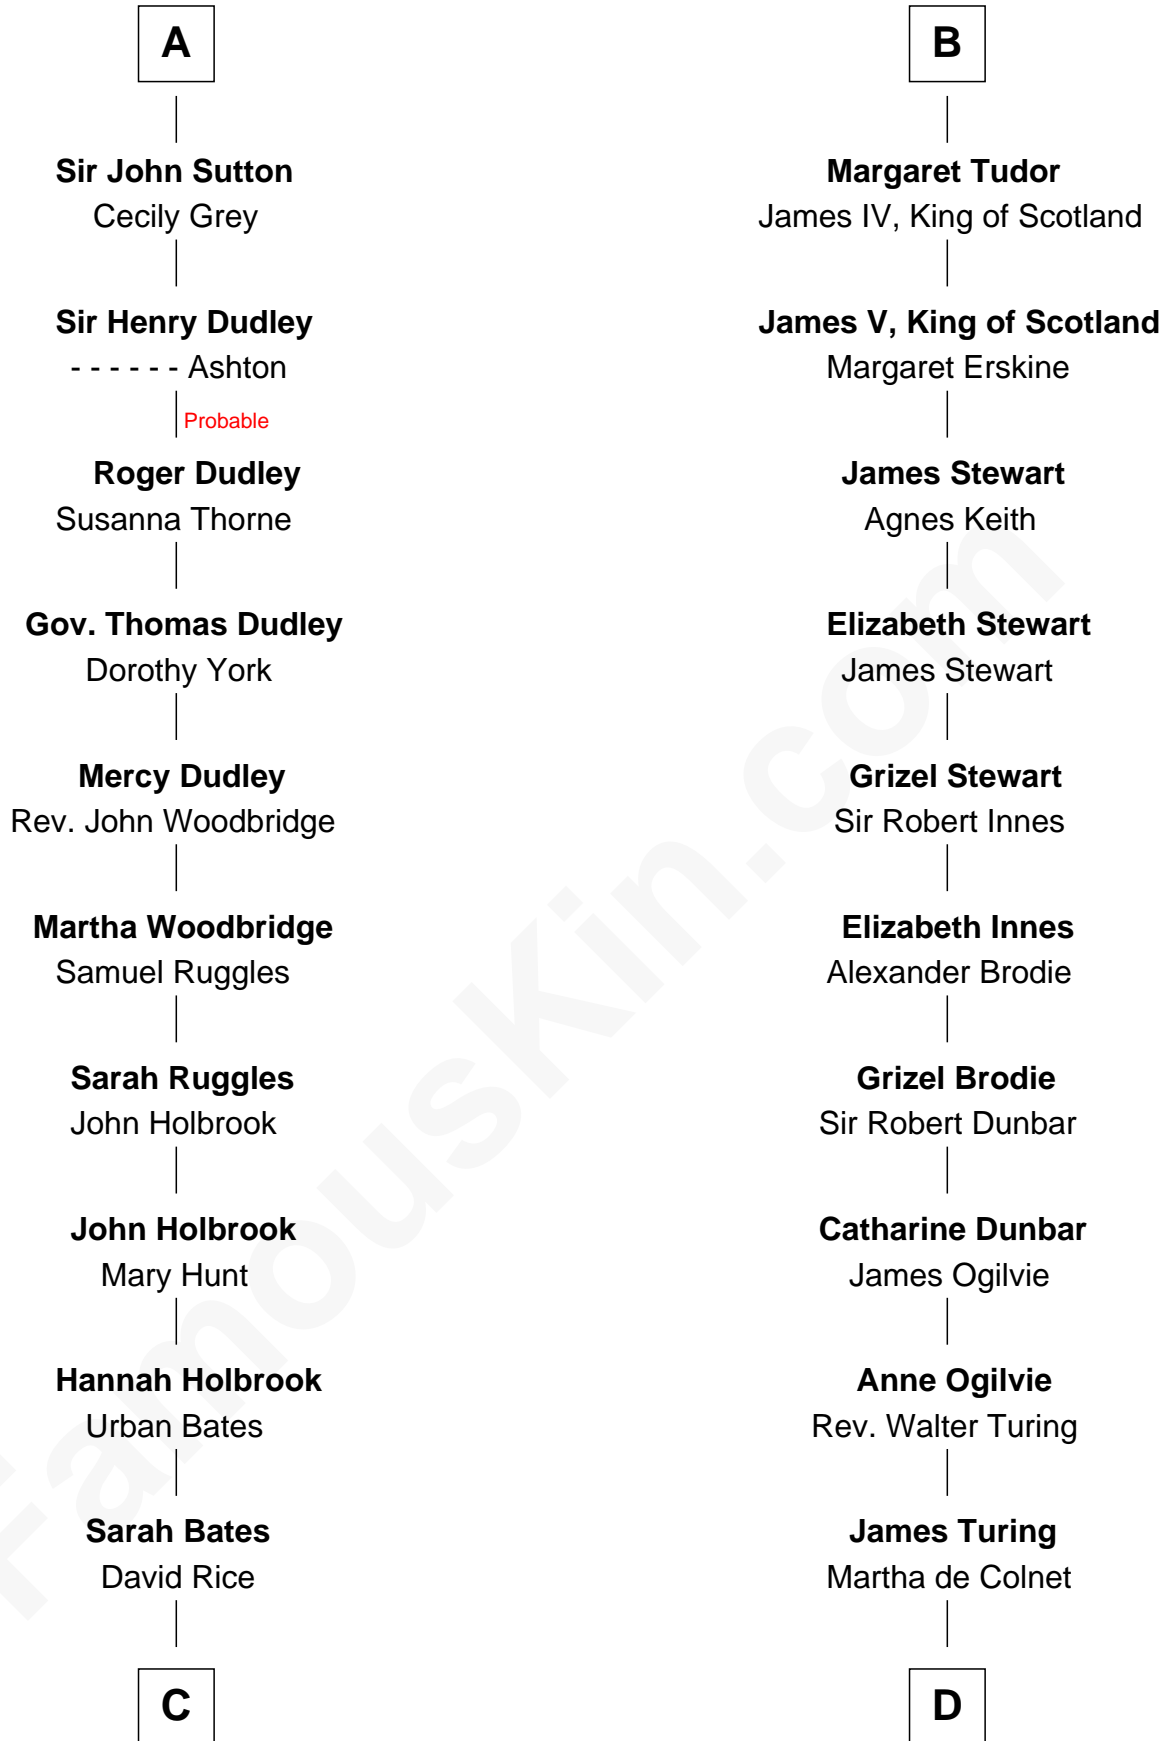 A
Sir John Sutton
Cecily Grey
Sir Henry Dudley
- - - - - - Ashton
Probable
Roger Dudley
Susanna Thorne
Gov. Thomas Dudley
Dorothy York
Mercy Dudley
Rev. John Woodbridge
Martha Woodbridge
Samuel Ruggles
Sarah Ruggles
John Holbrook
John Holbrook
Mary Hunt
Hannah Holbrook
Urban Bates
Sarah Bates
David Rice
C
B
Margaret Tudor
James IV, King of Scotland
James V, King of Scotland
Margaret Erskine
James Stewart
Agnes Keith
Elizabeth Stewart
James Stewart
Grizel Stewart
Sir Robert Innes
Elizabeth Innes
Alexander Brodie
Grizel Brodie
Sir Robert Dunbar
Catharine Dunbar
James Ogilvie
Anne Ogilvie
Rev. Walter Turing
James Turing
Martha de Colnet
D
FamousKin.com